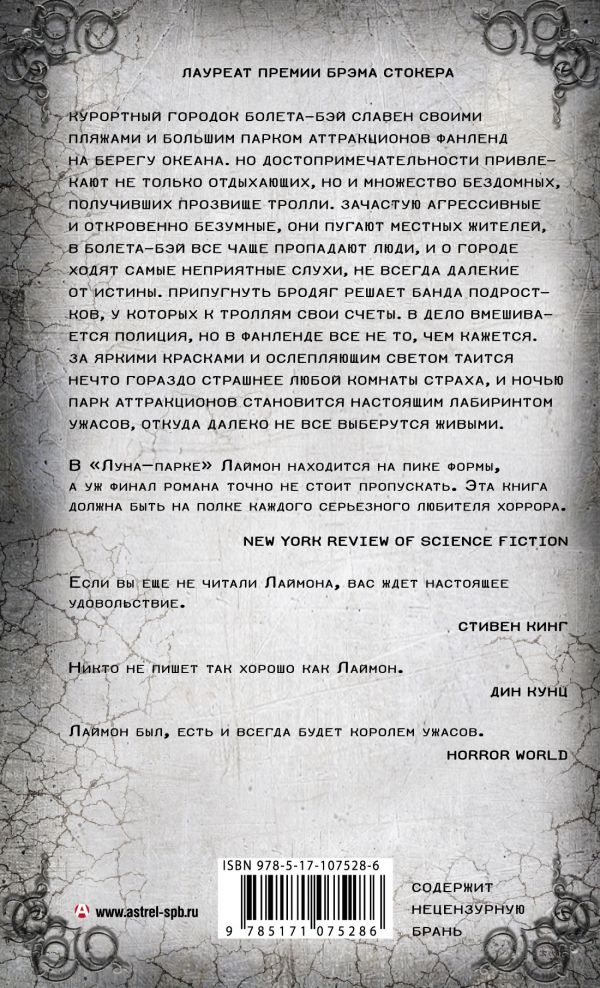 ЛАУРЕАТ ПРЕМИИ БРЭМА СТОКЕРА
КУРОРТНЫЙ ГОРОДОК БОЛЕТА-БЭЙ СЛАВЕН СВОИМИ
ПЛЯЖАМИ И БОЛЬШИМ ПАРКОМ АТТРАКЦИОНОВ ФАНЛЕНД
НА БЕРЕГУ ОКЕАНА. НО ДОСТОПРИМЕЧАТЕЛЬНОСТИ ПРИВЛЕ-
КАЮТ НЕ ТОЛЬКО ОТДЫХАЮЩИХ, НО И МНОЖЕСТВО БЕЗДОМНЫХ,
ПОЛУЧИВШИХ ПРОЗВИЩЕ ТРОЛЛИ. ЗАЧАСТУЮ АГРЕССИВНЫЕ
И ОТКРОВЕННО БЕЗУМНЫЕ, ОНИ ПУГАЮТ МЕСТНЫХ ЖИТЕЛЕЙ,
В БОЛЕТА-БЭЙ ВСЕ ЧАЩЕ ПРОПАДАЮТ ЛЮДИ, И О ГОРОДЕ
ХОДЯТ САМЫЕ НЕПРИЯТНЫЕ СЛУХИ, НЕ ВСЕГДА ДАЛЕКИЕ
ОТ ИСТИНЫ. ПРИПУГНУТЬ БРОДЯГ РЕШАЕТ БАНДА ПОДРОСТ-
КОВ, У КОТОРЫХ К ТРОЛЛЯМ СВОИ СЧЕТЫ. В ДЕЛО ВМЕШИВА-
ЕТСЯ ПОЛИЦИЯ, НО В ФАНЛЕНДЕ ВСЕ НЕ ТО, ЧЕМ КАЖЕТСЯ.
ЗА ЯРКИМИ КРАСКАМИ И ОСЛЕПЛЯЮЩИМ СВЕТОМ ТАИТСЯ
НЕЧТО ГОРАЗДО СТРАШНЕЕ ЛЮБОЙ КОМНАТЫ СТРАХА, И НОЧЬЮ
ПАРК АТТРАКЦИОНОВ СТАНОВИТСЯ НАСТОЯЩИМ ЛАБИРИНТОМ
УЖАСОВ, ОТКУДА ДАЛЕКО НЕ ВСЕ ВЫБЕРУТСЯ ЖИВЫМИ.
В «Луна-парке» Лаймон находится на пике формы,
а уж финал романа точно не стоит пропускать. Эта книга
должна быть на полке каждого серьезного любителя хоррора.
NEW YORK REVIEW OF SCIENCE FICTION
Если вы еще не читали Лаймона, вас ждет настоящее
удовольствие.
СТИВЕН КИНГ
Никто не пишет так хорошо как Лаймон.
ДИН КУНЦ
Лаймон был, есть и всегда будет королем ужасов.
HORROR WORLD
ISBN 978-5-17-107528-6
9 785171 075286
www.astrel-spb.ru
СОДЕРЖИТ
НЕЦЕНЗУРНУЮ
БРАНЬ